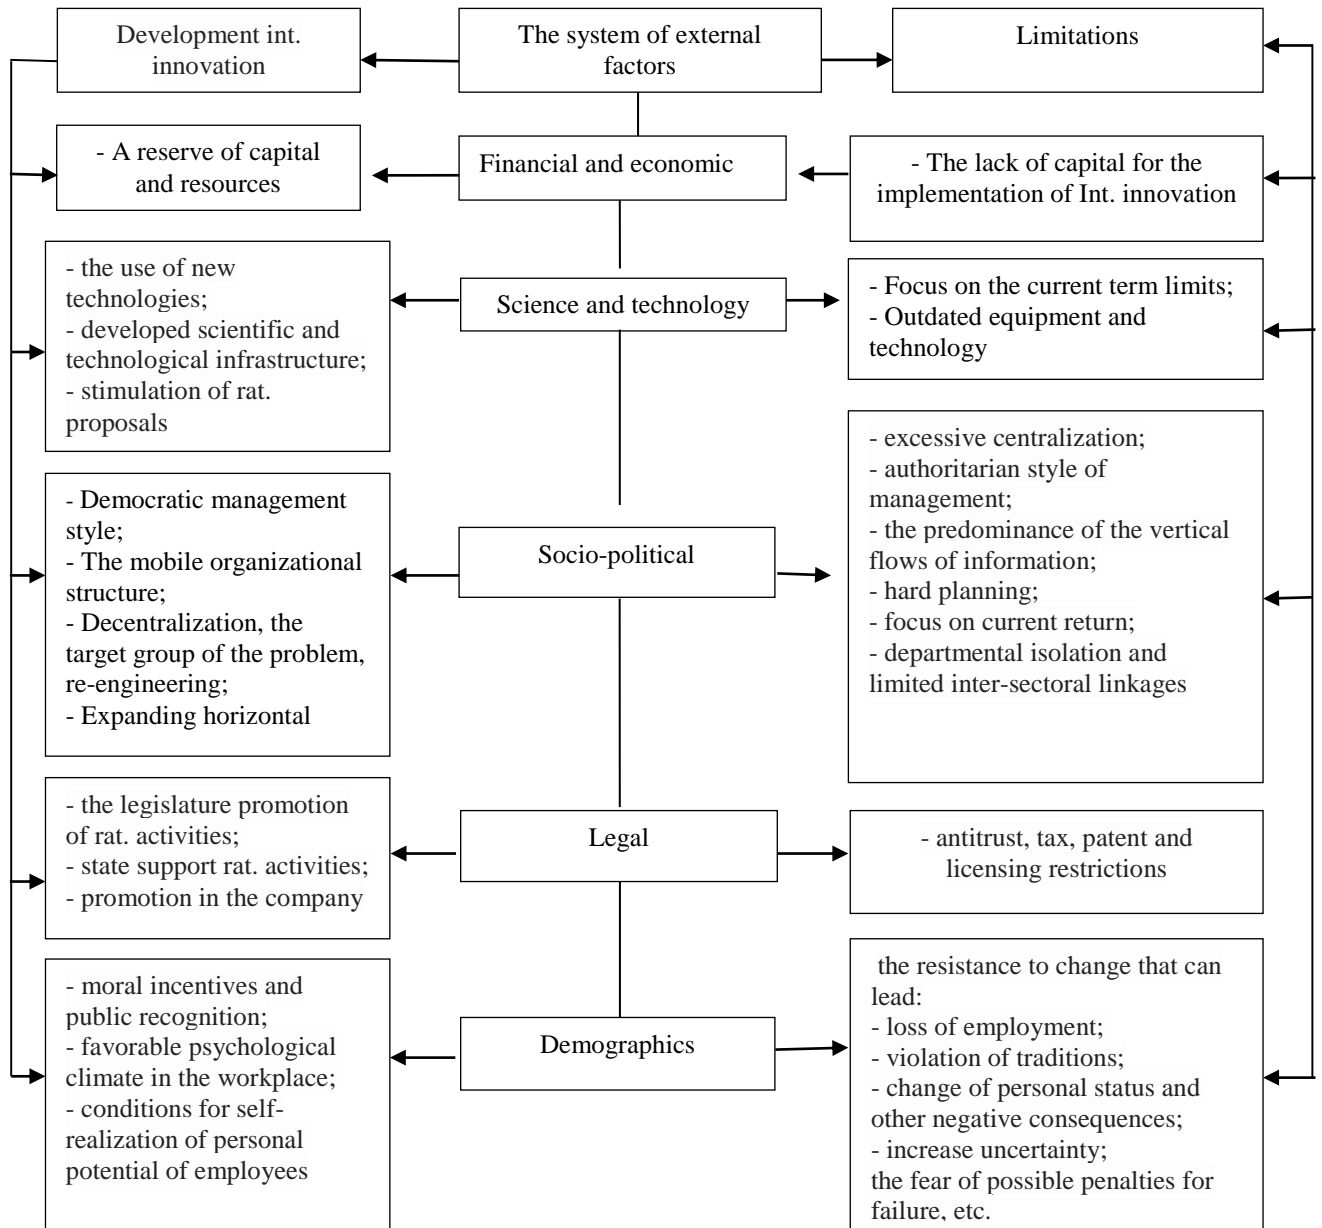 Development int.
innovation
The system of external
factors
Limitations
- A reserve of capital
and resources
Financial and economic
- The lack of capital for the
implementation of Int. innovation
- the use of new
technologies;
- developed scientific and
technological infrastructure;
- stimulation of rat.
proposals
Science and technology
- Focus on the current term limits;
- Outdated equipment and
technology
- Democratic management
style;
- The mobile organizational
structure;
- Decentralization, the
target group of the problem,
re-engineering;
- Expanding horizontal
Socio-political
- excessive centralization;
- authoritarian style of
management;
- the predominance of the vertical
flows of information;
- hard planning;
- focus on current return;
- departmental isolation and
limited inter-sectoral linkages
- the legislature promotion
of rat. activities;
- state support rat. activities;
- promotion in the company
Legal
- antitrust, tax, patent and
licensing restrictions
- moral incentives and
public recognition;
- favorable psychological
climate in the workplace;
- conditions for self-
realization of personal
potential of employees
Demographics
the resistance to change that can
lead:
- loss of employment;
- violation of traditions;
- change of personal status and
other negative consequences;
- increase uncertainty;
the fear of possible penalties for
failure, etc.